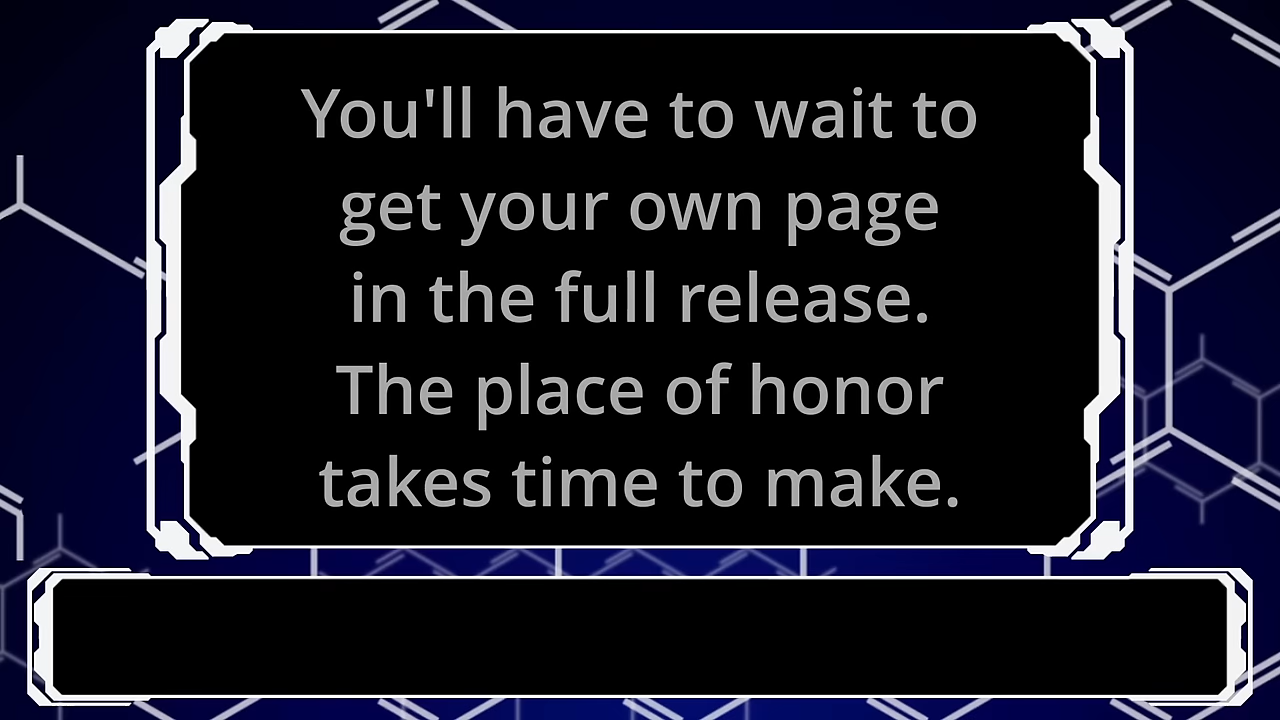 You'll have to wait to
get your own page
in the full release.
The place of honor
takes time to make.